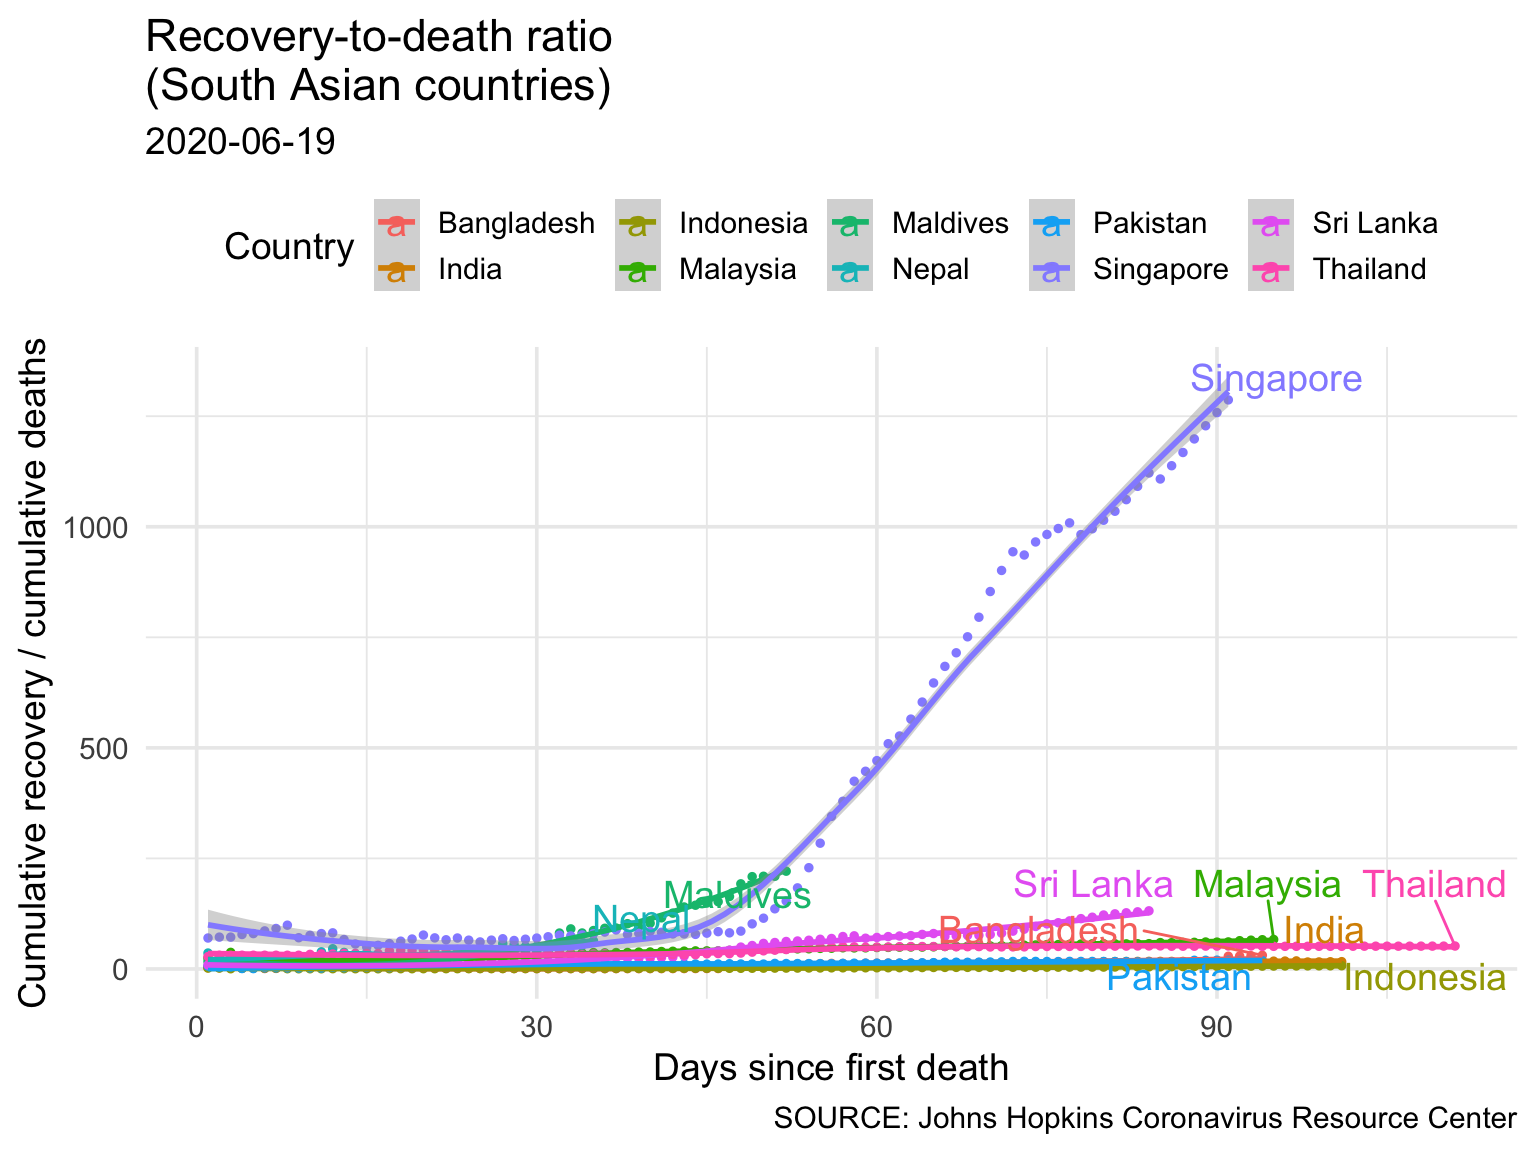 Recovery-to-death ratio
(South Asian countries)
2020-06-19
Country
a Bangladesh a Indonesia a Maldives a Pakistan a Sri Lanka
a India a Malaysia a Nepal a Singapore a Thailand
Cumulative recovery / cumulative deaths
1000
500
0
Singapore
Maldives
Nepal
Sri Lanka
Malaysia
Thailand
Bangladesh
India
Pakistan
Indonesia
0 30 60 90
Days since first death
SOURCE: Johns Hopkins Coronavirus Resource Center